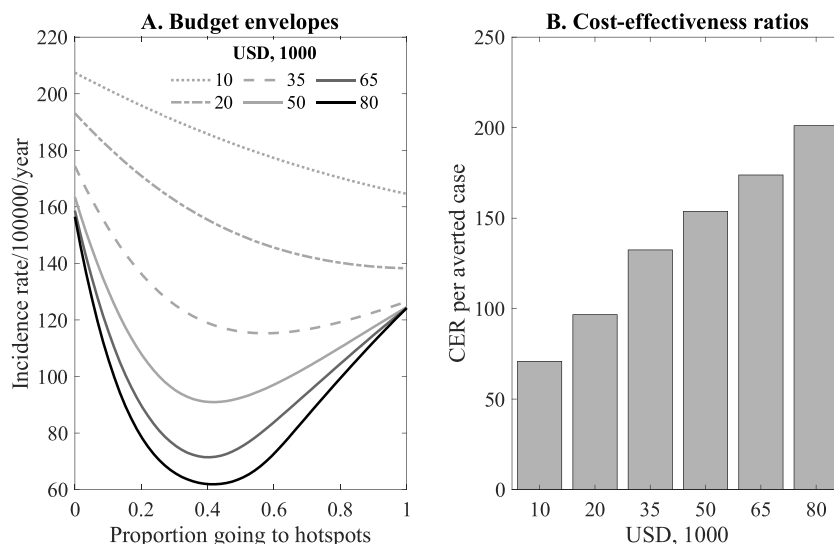 A. Budget envelopes
USD, 1000
10 35 65
20 50 80
220
200
180
160
140
120
100
80
60
0 0.2 0.4 0.6 0.8 1
Incidence rate/100000/year
Proportion going to hotspots
B. Cost-effectiveness ratios
250
200
150
100
50
0
10 20 35 50 65 80
CER per averted case
USD, 1000